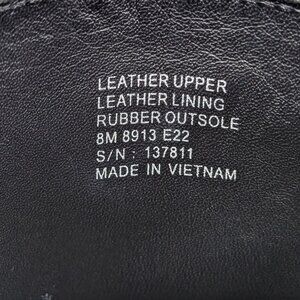 LEATHER UPPER
LEATHER LINING
RUBBER OUTSOLE
8M 8913 E22
S/N : 137811
MADE IN VIETNAM